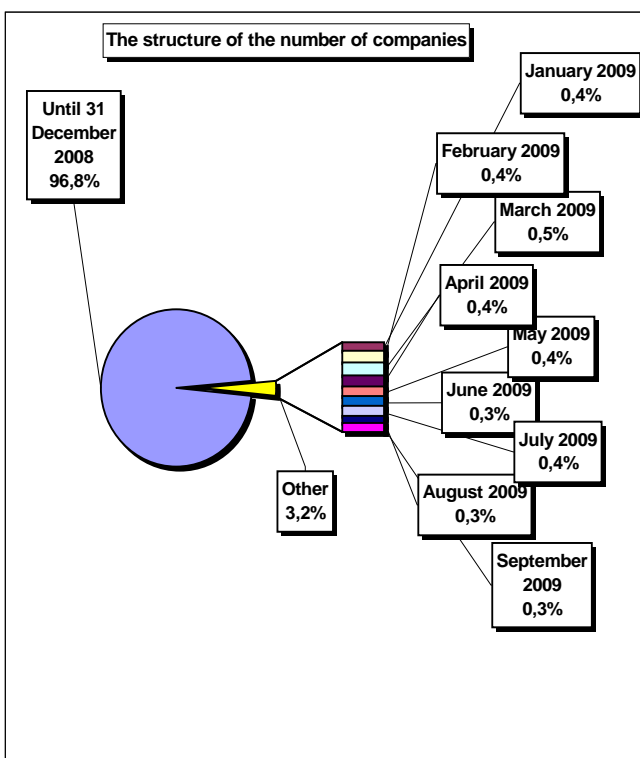 The structure of the number of companies
Until 31
December
2008
96,8%
January 2009
0,4%
February 2009
0,4%
March 2009
0,5%
April 2009
0,4%
May 2009
0,4%
June 2009
0,3%
July 2009
0,4%
August 2009
0,3%
September
2009
0,3%
Other
3,2%